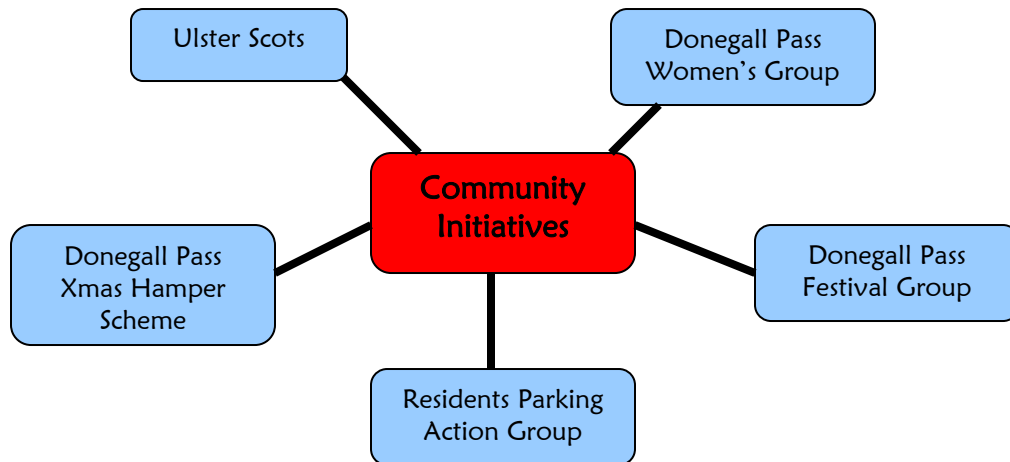 Ulster Scots
Donegall Pass
Women's Group
Community
Initiatives
Donegall Pass
Xmas Hamper
Scheme
Donegall Pass
Festival Group
Residents Parking
Action Group